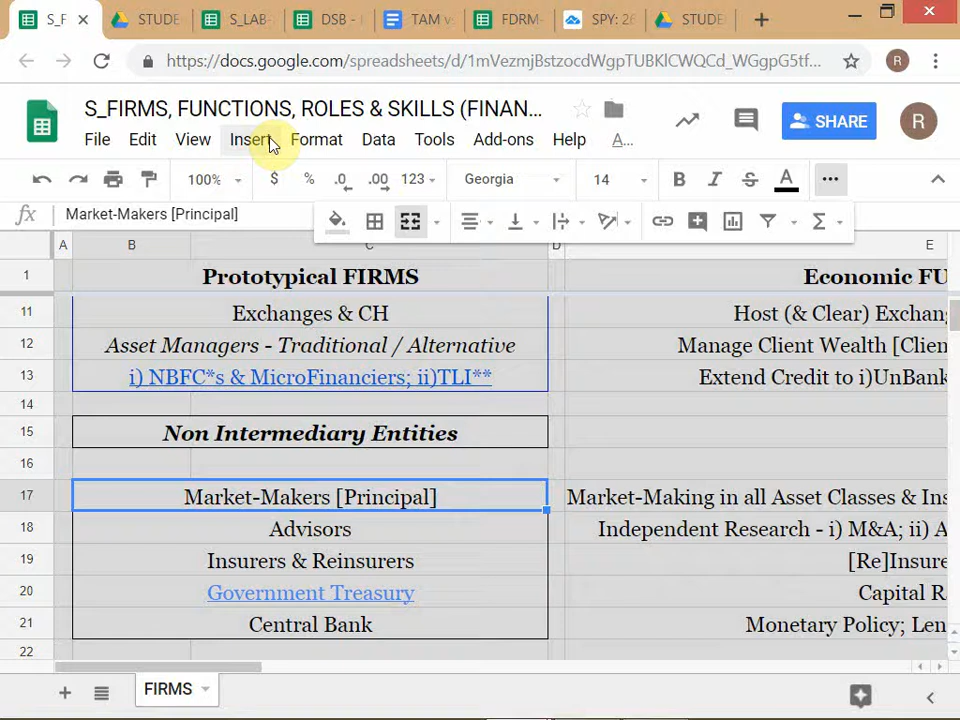 S_F
STUDE
S_LAB-
DSB -
TAM v
FDRM-
SPY: 26
STUDE
https://docs.google.com/spreadsheets/d/1mVezmjBstzocdWgpTUBKlCWQCd_WGgpG5tf...
R
S_FIRMS, FUNCTIONS, ROLES & SKILLS (FINAN...
SHARE
R
File Edit View Insert Format Data Tools Add-ons Help A...
100% $ % .0 .00 123 Georgia 14 B I S A ...
fx Market-Makers [Principal]
Σ
A B C D E
1 Prototypical FIRMS Economic FU
11 Exchanges & CH Host (& Clear) Exchang
12 Asset Managers - Traditional / Alternative Manage Client Wealth [Clien
13 i) NBFC*s & MicroFinanciers; ii)TLI** Extend Credit to i)UnBank
14
15 Non Intermediary Entities
16
17 Market-Makers [Principal] Market-Making in all Asset Classes & Ins
18 Advisors Independent Research - i) M&A; ii) A
19 Insurers & Reinsurers [Re]Insure
20 Government Treasury Capital R
21 Central Bank Monetary Policy; Len
22
FIRMS